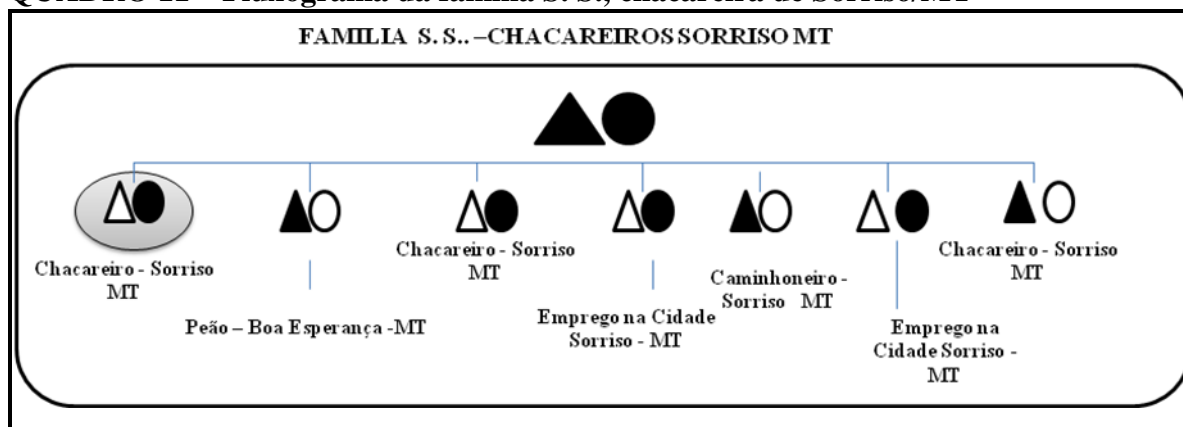 FAMILIA S. S.. –CHACAREIROS SORRISO MT
Chacareiro - Sorriso
MT
Peão – Boa Esperança -MT
Chacareiro - Sorriso
MT
Emprego na Cidade
Sorriso - MT
Caminhoneiro -
Sorriso MT
Emprego na
Cidade Sorriso -
MT
Chacareiro - Sorriso
MT